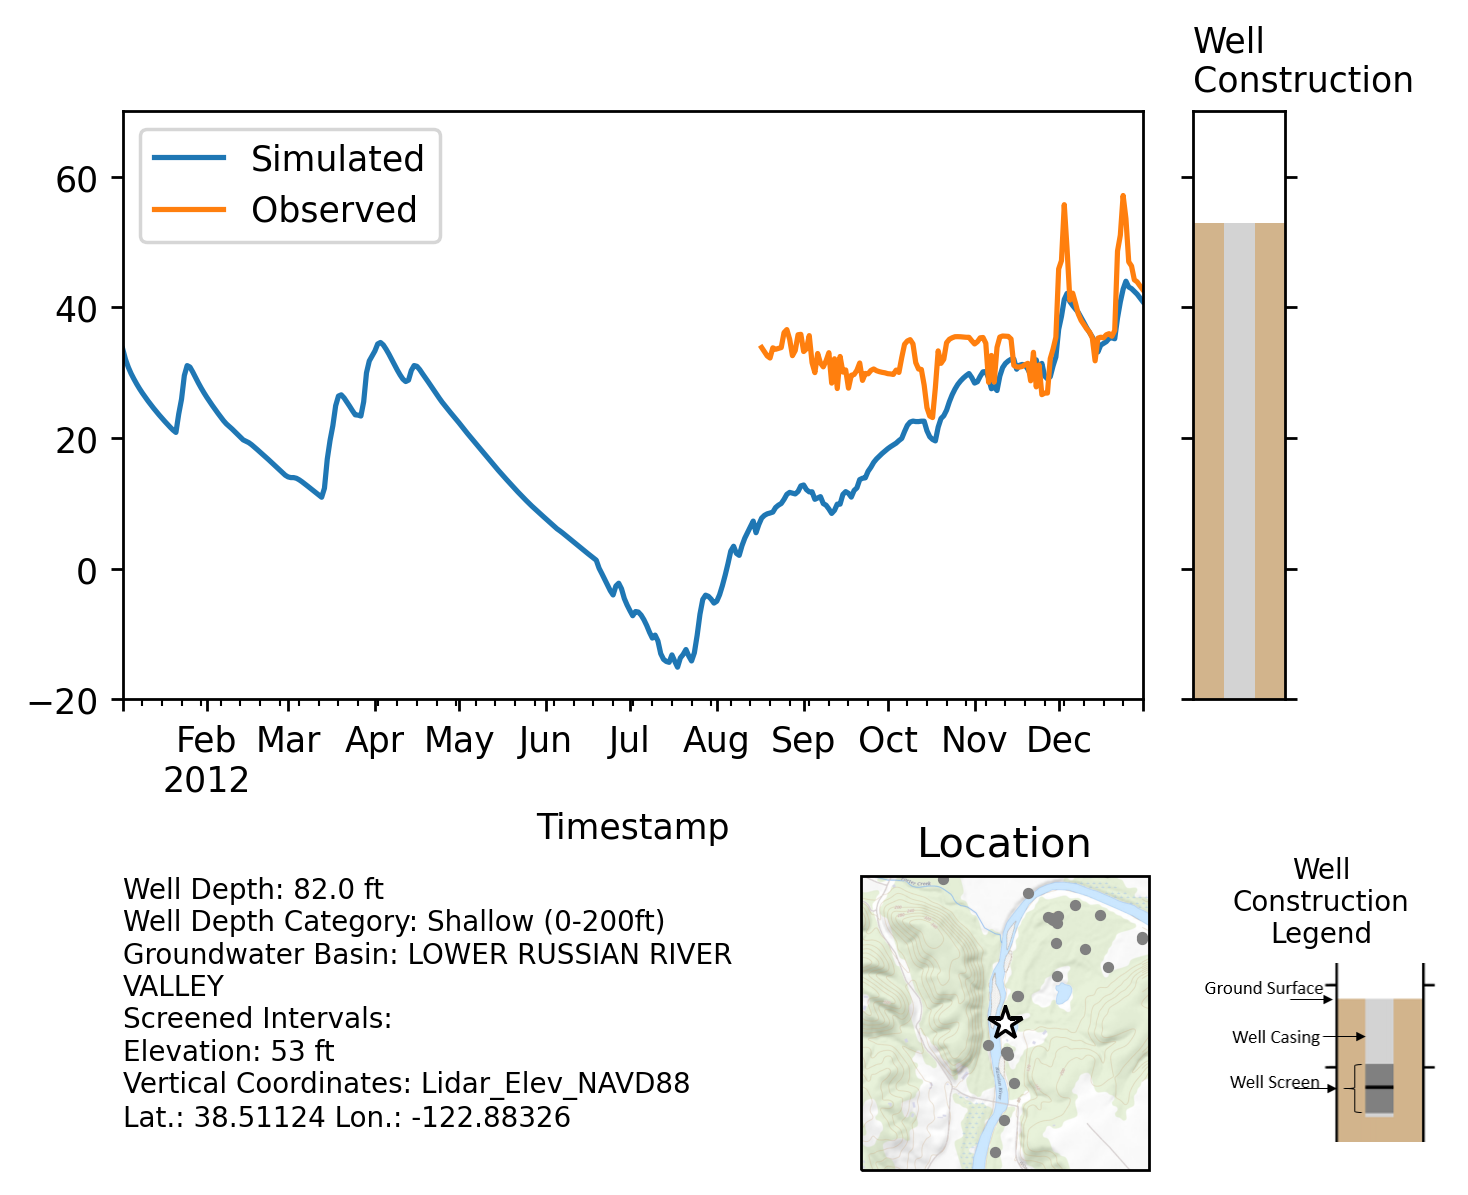 Well
Construction
Simulated
Observed
60
40
20
0
−20
Feb Mar Apr May Jun Jul Aug Sep Oct Nov Dec
2012
Timestamp
Well Depth: 82.0 ft
Well Depth Category: Shallow (0-200ft)
Groundwater Basin: LOWER RUSSIAN RIVER
VALLEY
Screened Intervals:
Elevation: 53 ft
Vertical Coordinates: Lidar_Elev_NAVD88
Lat.: 38.51124 Lon.: -122.88326
Location
Well
Construction
Legend
Ground Surface
Well Casing
Well Screen